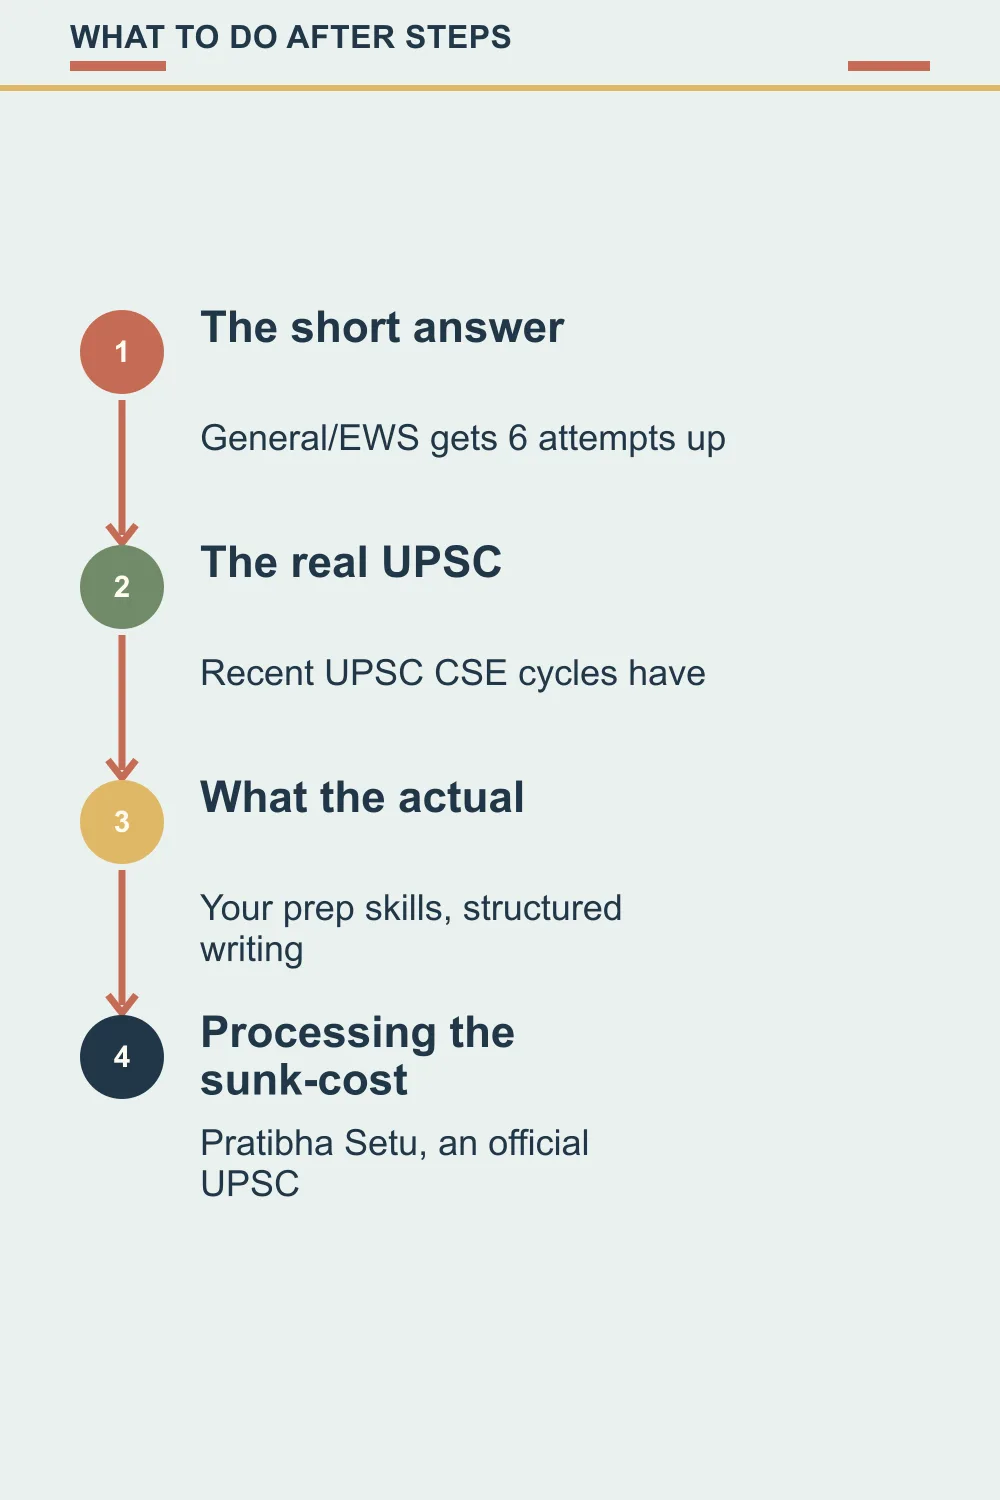 WHAT TO DO AFTER STEPS
1
The short answer
General/EWS gets 6 attempts up
2
The real UPSC
Recent UPSC CSE cycles have
3
What the actual
Your prep skills, structured
writing
4
Processing the
sunk-cost
Pratibha Setu, an official
UPSC